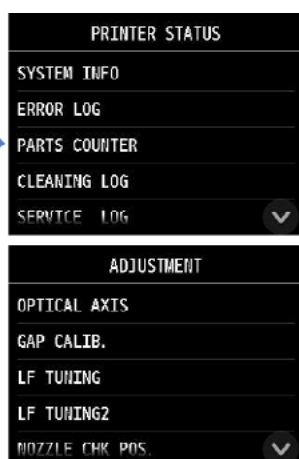 PRINTER STATUS
SYSTEM INFO
ERROR LOG
PARTS COUNTER
CLEANING LOG
SERVICE LOG
ADJUSTMENT
OPTICAL AXIS
GAP CALIB.
LF TUNING
LF TUNING2
NOZZLE CHK POS.